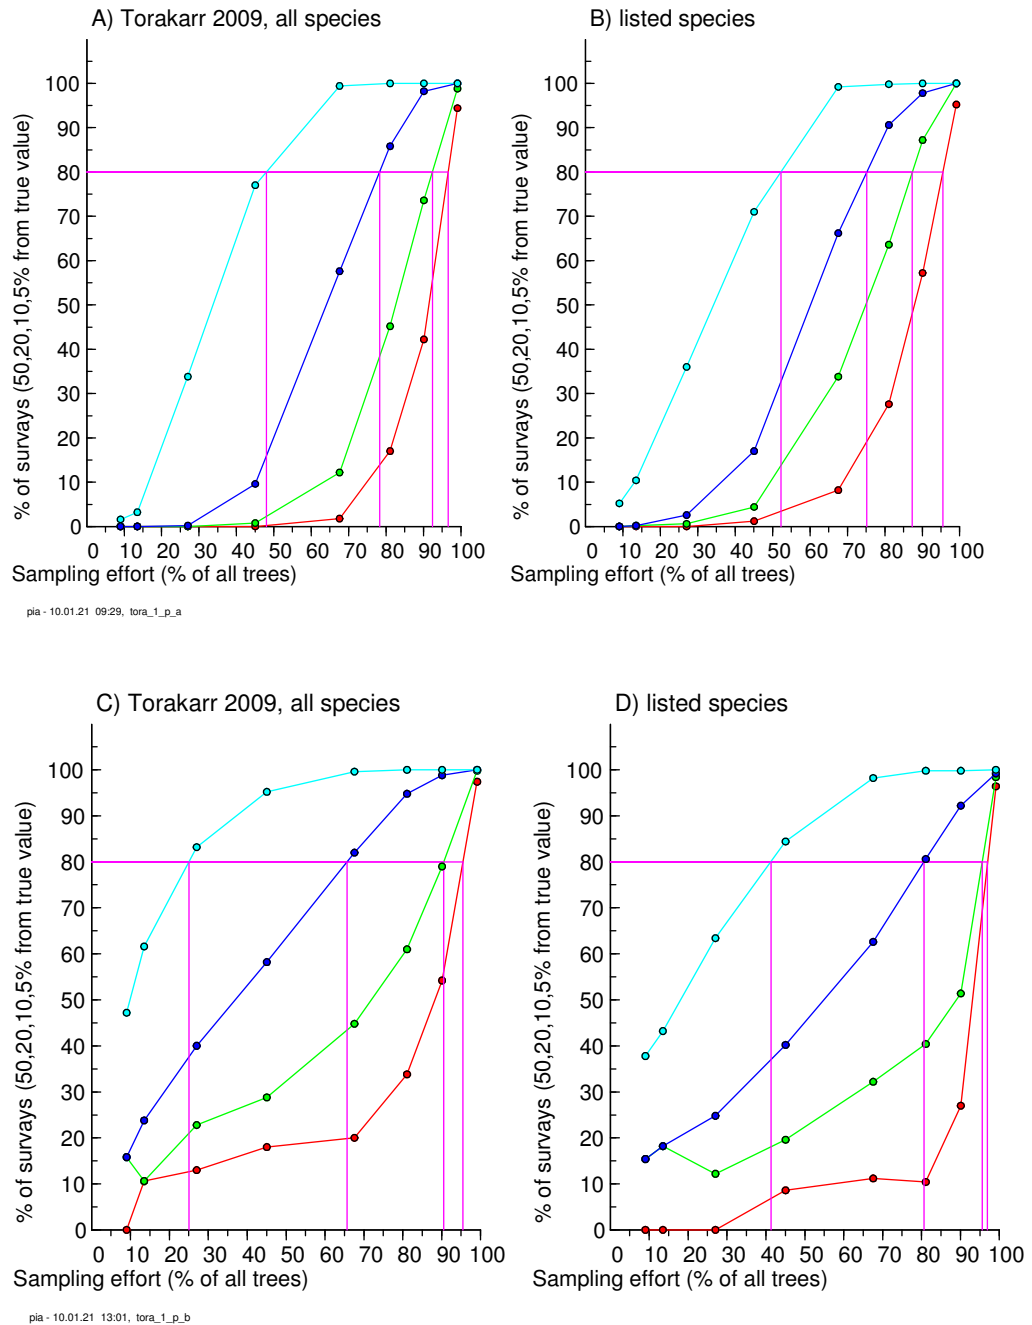 A) Torakarr 2009, all species
B) listed species
% of survays (50,20,10,5% from true value)
100
90
80
70
60
50
40
30
20
10
0
0 10 20 30 40 50 60 70 80 90 100
Sampling effort (% of all trees)
% of survays (50,20,10,5% from true value)
100
90
80
70
60
50
40
30
20
10
0
0 10 20 30 40 50 60 70 80 90 100
Sampling effort (% of all trees)
pia - 10.01.21 09:29, tora_1_p_a
C) Torakarr 2009, all species
D) listed species
% of survays (50,20,10,5% from true value)
100
90
80
70
60
50
40
30
20
10
0
0 10 20 30 40 50 60 70 80 90 100
Sampling effort (% of all trees)
% of survays (50,20,10,5% from true value)
100
90
80
70
60
50
40
30
20
10
0
0 10 20 30 40 50 60 70 80 90 100
Sampling effort (% of all trees)
pia - 10.01.21 13:01, tora_1_p_b